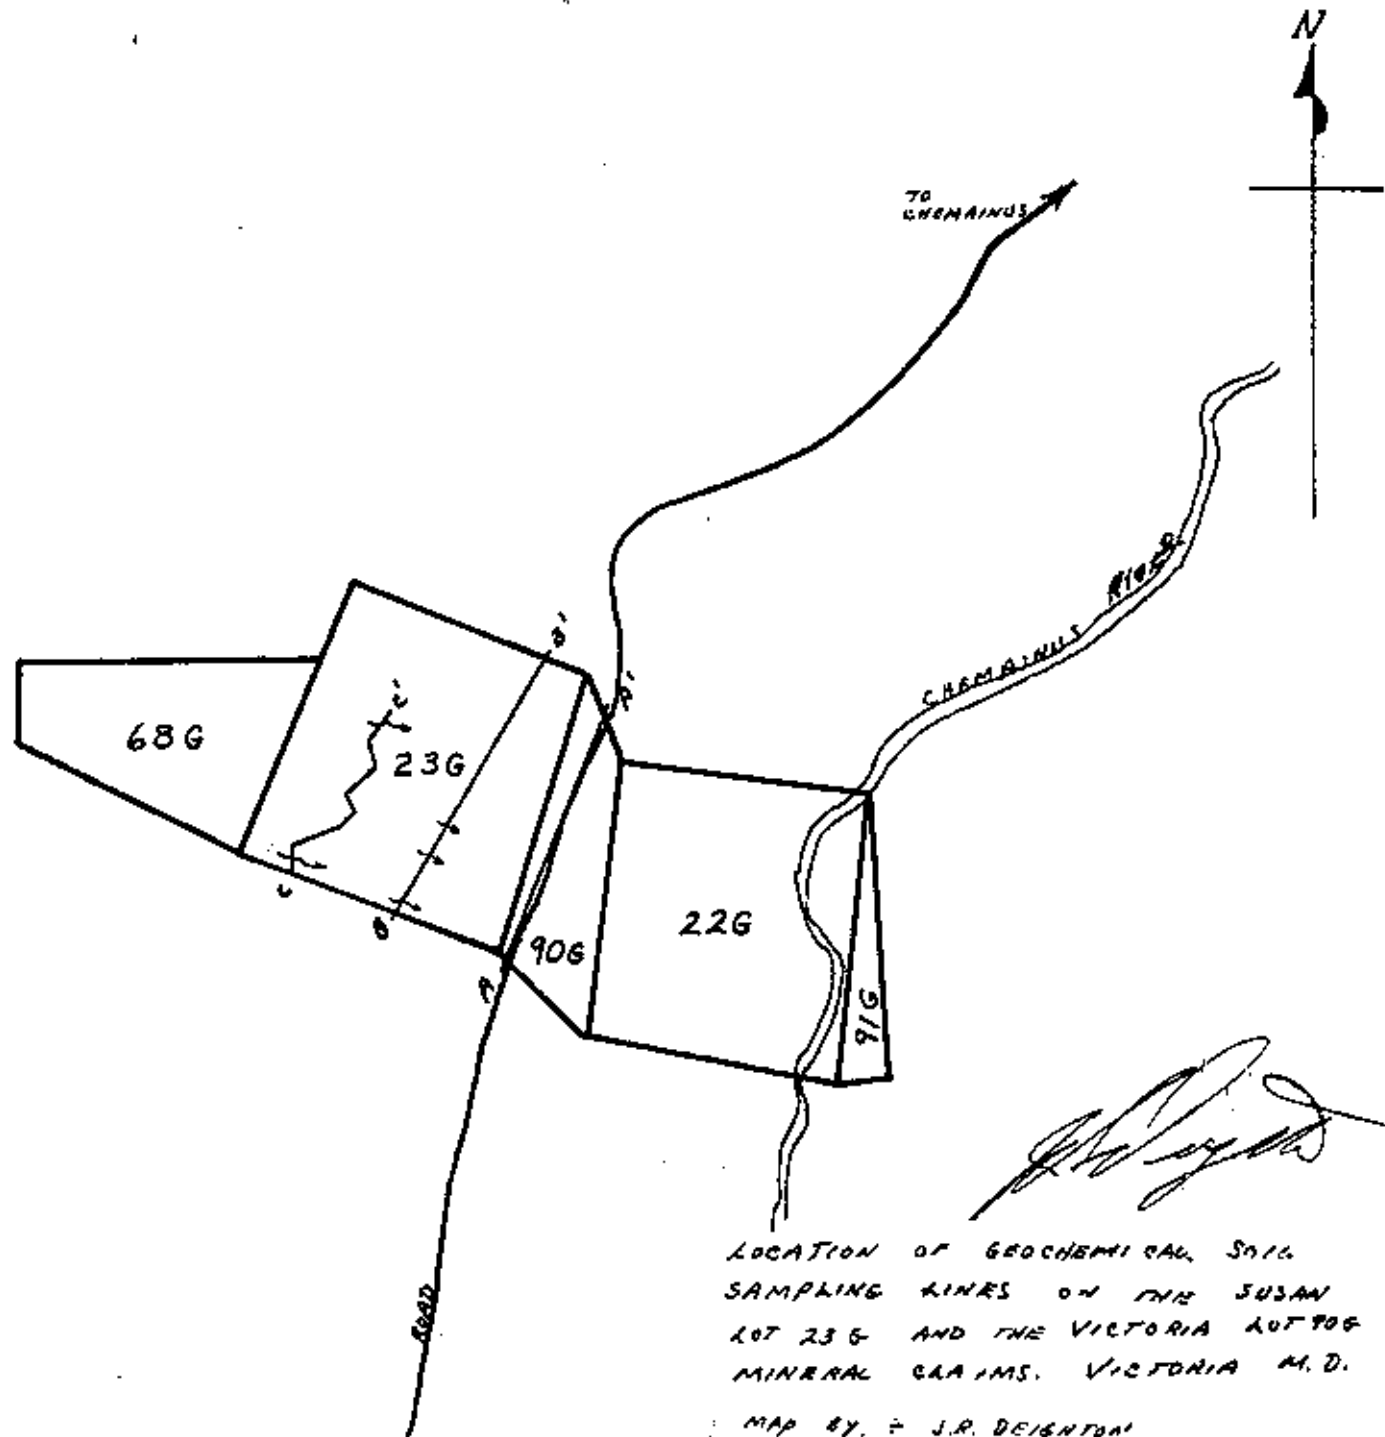 N
TO
CHEMAINUS
CHEMAINUS RIVER
B'
A'
C'
68G
23G
C
B
A
90G
22G
91G
ROAD
LOCATION OF GEOCHEMICAL SOIL
SAMPLING LINES ON THE SUSAN
LOT 23 G AND THE VICTORIA LOT 90G
MINERAL CLAIMS. VICTORIA M.D.
MAP BY. ÷ J.R. DEIGHTON